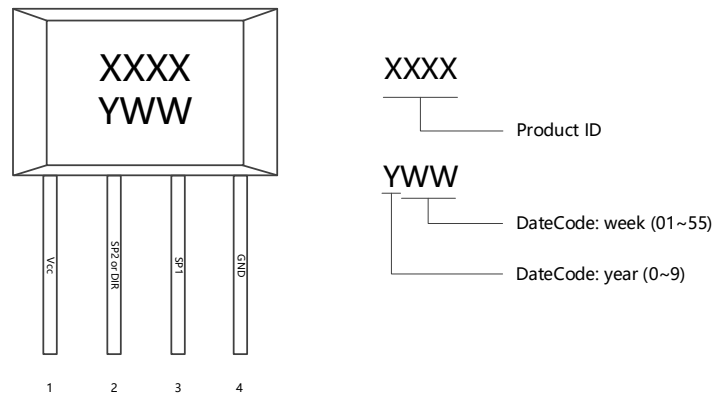 XXXX
YWW
Vcc
SP2 or DIR
SP1
GND
1
2
3
4
XXXX
Product ID
YWW
DateCode: week (01~55)
DateCode: year (0~9)